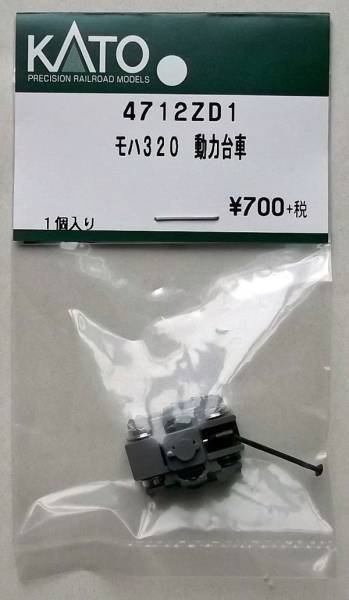 KATO
PRECISION RAILROAD MODELS
4712ZD1
モハ320 動力台車
¥700+税
1個入り